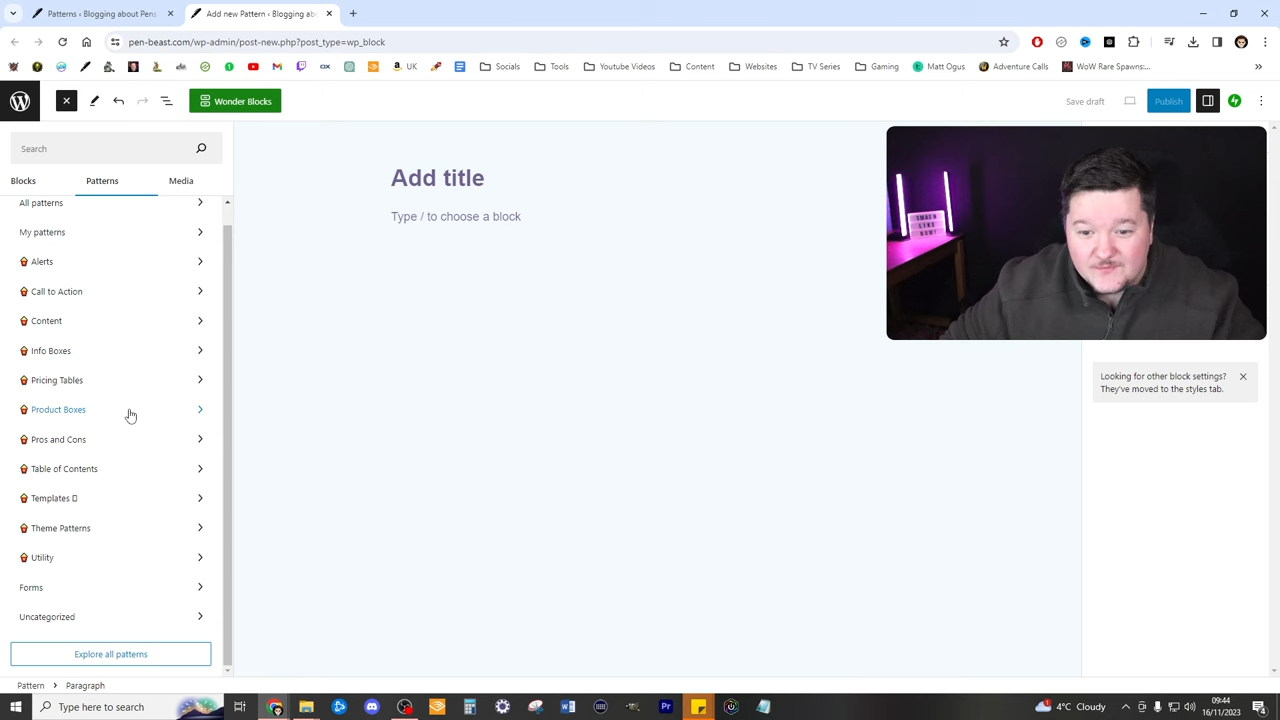 Patterns ‹ Blogging about Pens
Add new Pattern ‹ Blogging abo
pen-beast.com/wp-admin/post-new.php?post_type=wp_block
UK
Socials
Tools
Youtube Videos
Content
Websites
TV Series
Gaming
Matt Ogus
Adventure Calls
WoW Rare Spawns:...
Wonder Blocks
Save draft
Publish
Search
Blocks
Patterns
Media
All patterns
My patterns
Alerts
Call to Action
Content
Info Boxes
Pricing Tables
Product Boxes
Pros and Cons
Table of Contents
Templates
Theme Patterns
Utility
Forms
Uncategorized
Explore all patterns
Add title
Type / to choose a block
Looking for other block settings?
They've moved to the styles tab.
Pattern > Paragraph
Type here to search
4°C Cloudy
09:44
16/11/2023